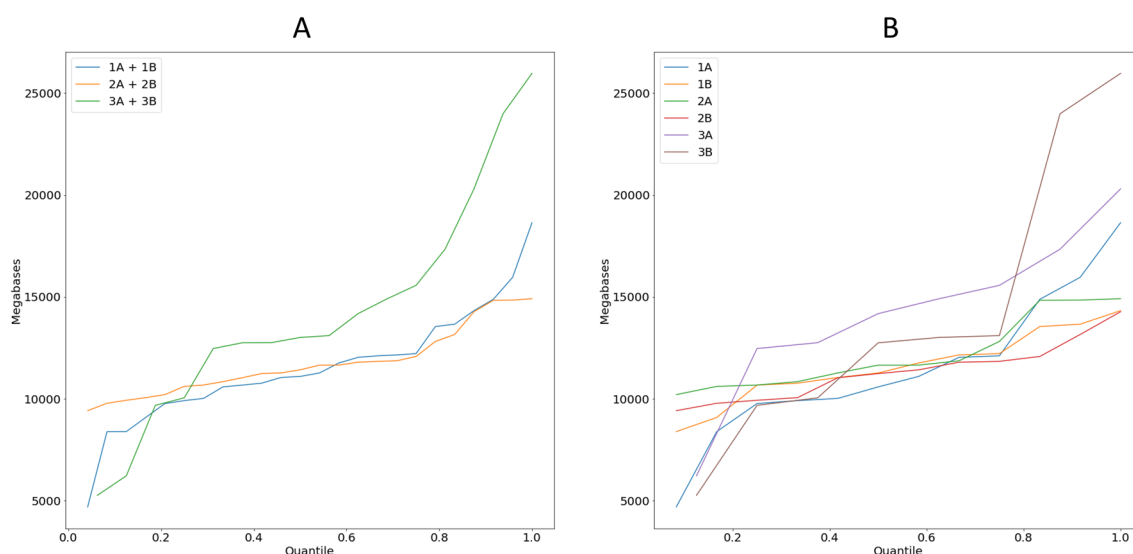 A
1A + 1B
2A + 2B
3A + 3B
25000
20000
15000
10000
5000
Megabases
0.0 0.2 0.4 0.6 0.8 1.0
Quantile
B
1A
1B
2A
2B
3A
3B
25000
20000
15000
10000
5000
Megabases
0.2 0.4 0.6 0.8 1.0
Quantile